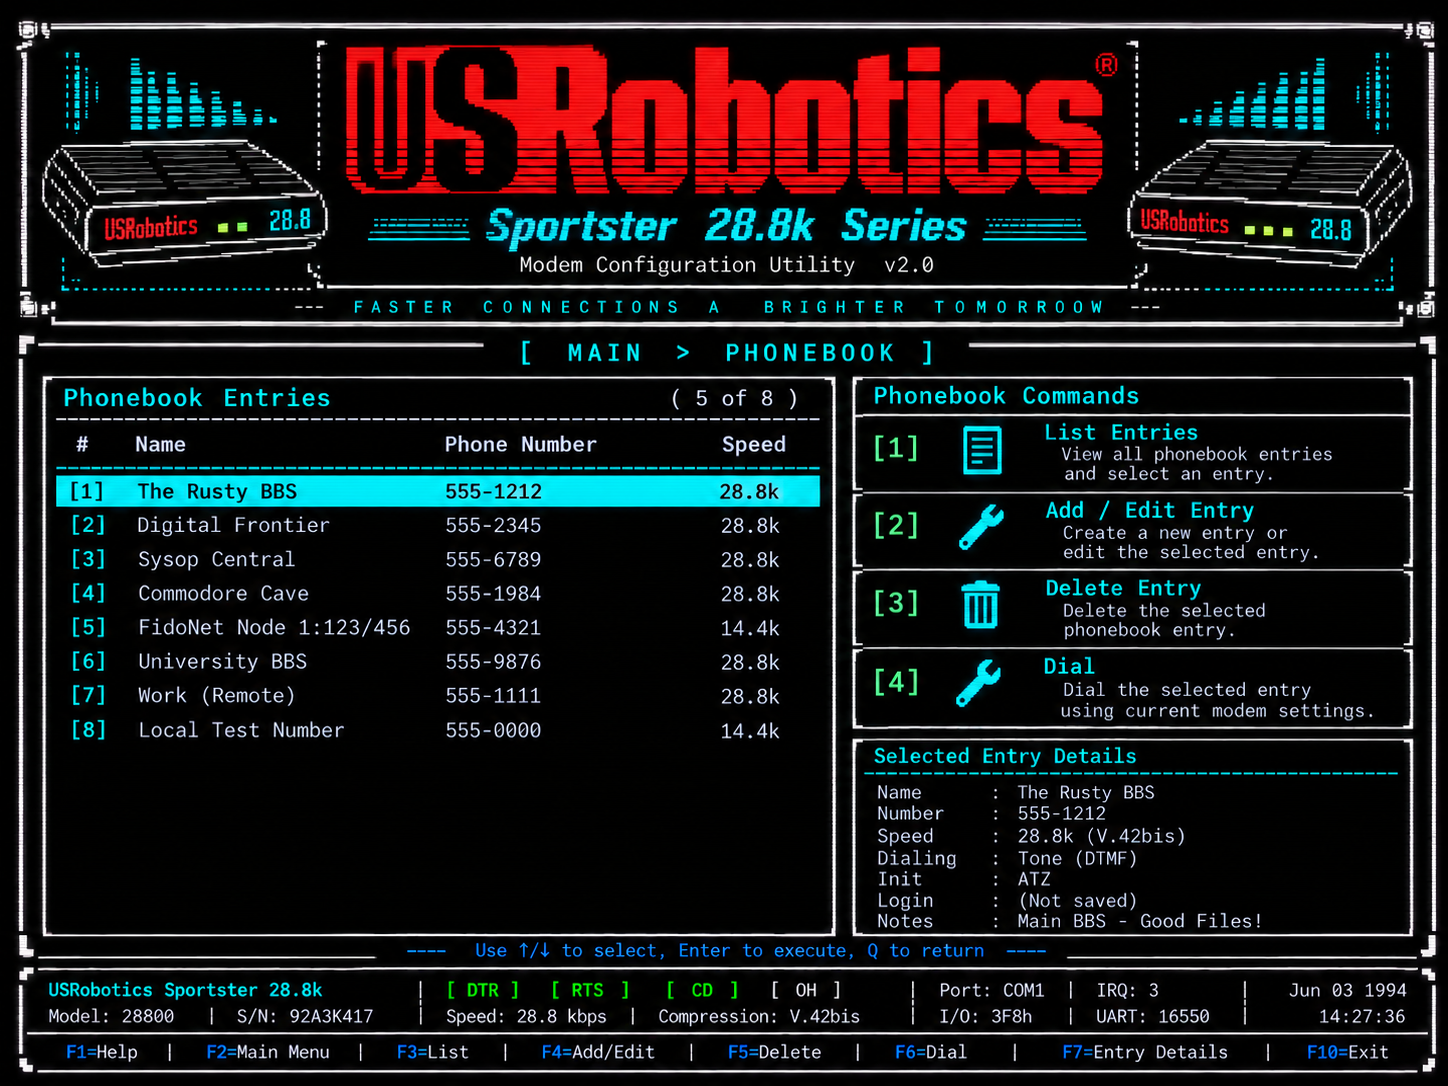 USRobotics®
USRobotics 28.8
USRobotics 28.8
Sportster 28.8k Series
Modem Configuration Utility v2.0
--- FASTER CONNECTIONS A BRIGHTER TOMORROOW ---
[ MAIN > PHONEBOOK ]
Phonebook Entries ( 5 of 8 )
# Name Phone Number Speed
[1] The Rusty BBS 555-1212 28.8k
[2] Digital Frontier 555-2345 28.8k
[3] Sysop Central 555-6789 28.8k
[4] Commodore Cave 555-1984 28.8k
[5] FidoNet Node 1:123/456 555-4321 14.4k
[6] University BBS 555-9876 28.8k
[7] Work (Remote) 555-1111 28.8k
[8] Local Test Number 555-0000 14.4k
Phonebook Commands
[1] List Entries
View all phonebook entries
and select an entry.
[2] Add / Edit Entry
Create a new entry or
edit the selected entry.
[3] Delete Entry
Delete the selected
phonebook entry.
[4] Dial
Dial the selected entry
using current modem settings.
Selected Entry Details
Name : The Rusty BBS
Number : 555-1212
Speed : 28.8k (V.42bis)
Dialing : Tone (DTMF)
Init : ATZ
Login : (Not saved)
Notes : Main BBS - Good Files!
---- Use ↑/↓ to select, Enter to execute, Q to return ----
USRobotics Sportster 28.8k | [ DTR ] [ RTS ] [ CD ] [ OH ] | Port: COM1 | IRQ: 3 | Jun 03 1994
Model: 28800 | S/N: 92A3K417 | Speed: 28.8 kbps | Compression: V.42bis | I/O: 3F8h | UART: 16550 | 14:27:36
F1=Help | F2=Main Menu | F3=List | F4=Add/Edit | F5=Delete | F6=Dial | F7=Entry Details | F10=Exit